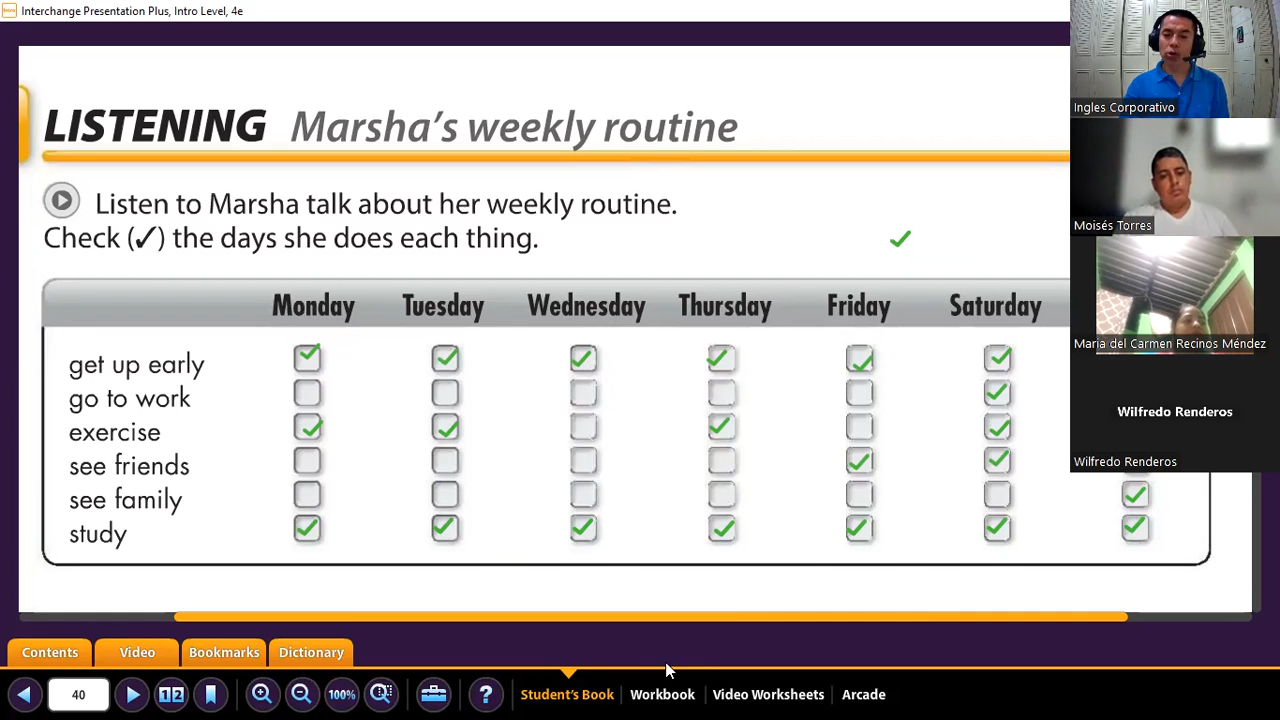 Interchange Presentation Plus, Intro Level, 4e
LISTENING Marsha's weekly routine
Listen to Marsha talk about her weekly routine.
Check (✓) the days she does each thing.
Monday Tuesday Wednesday Thursday Friday Saturday
get up early
go to work
exercise
see friends
see family
study
Ingles Corporativo
Moisés Torres
Maria del Carmen Recinos Méndez
Wilfredo Renderos
Wilfredo Renderos
Contents Video Bookmarks Dictionary
40 1 2 100% ? Student's Book Workbook Video Worksheets Arcade